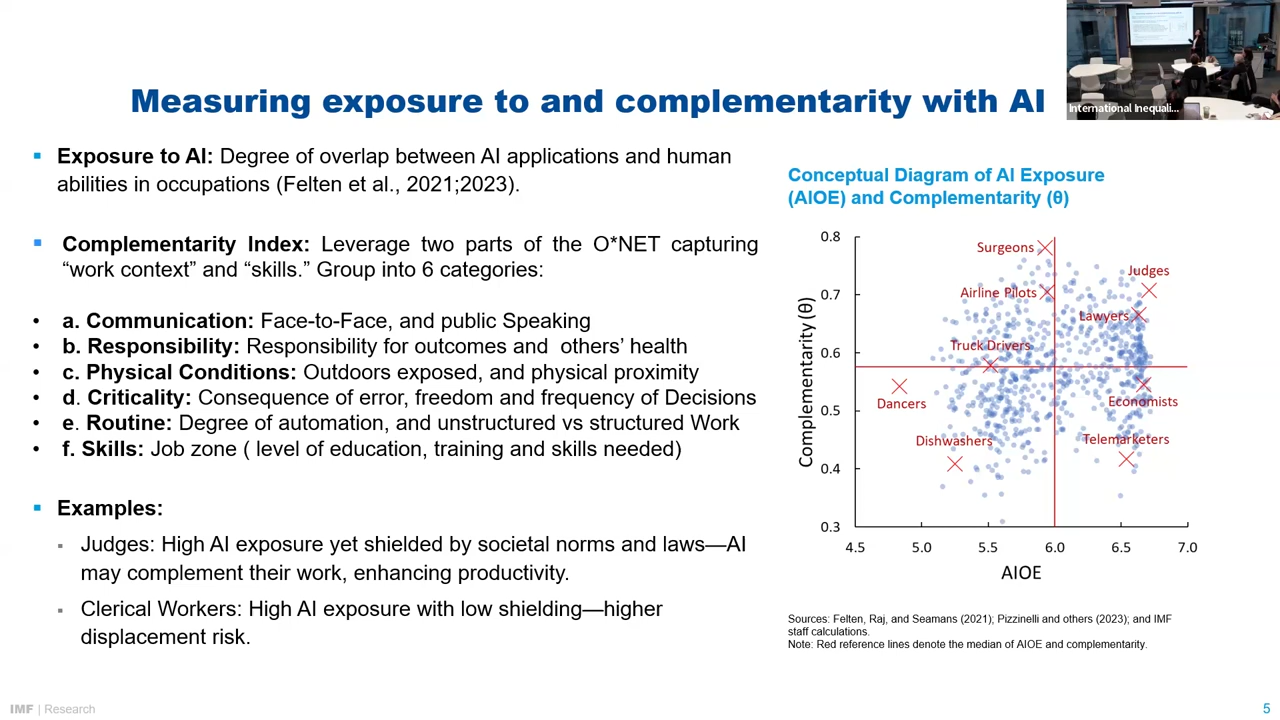 Measuring exposure to and complementarity with AI
International Inequali...
▪ Exposure to AI: Degree of overlap between AI applications and human
abilities in occupations (Felten et al., 2021;2023).
▪ Complementarity Index: Leverage two parts of the O*NET capturing
“work context” and “skills.” Group into 6 categories:
• a. Communication: Face-to-Face, and public Speaking
• b. Responsibility: Responsibility for outcomes and others’ health
• c. Physical Conditions: Outdoors exposed, and physical proximity
• d. Criticality: Consequence of error, freedom and frequency of Decisions
• e. Routine: Degree of automation, and unstructured vs structured Work
• f. Skills: Job zone ( level of education, training and skills needed)
▪ Examples:
▪ Judges: High AI exposure yet shielded by societal norms and laws—AI
may complement their work, enhancing productivity.
▪ Clerical Workers: High AI exposure with low shielding—higher
displacement risk.
Conceptual Diagram of AI Exposure
(AIOE) and Complementarity (θ)
Complementarity (θ)
0.8
0.7
0.6
0.5
0.4
0.3
Surgeons
Judges
Airline Pilots
Lawyers
Truck Drivers
Dancers
Economists
Dishwashers
Telemarketers
4.5 5.0 5.5 6.0 6.5 7.0
AIOE
Sources: Felten, Raj, and Seamans (2021); Pizzinelli and others (2023); and IMF
staff calculations.
Note: Red reference lines denote the median of AIOE and complementarity.
IMF | Research
5